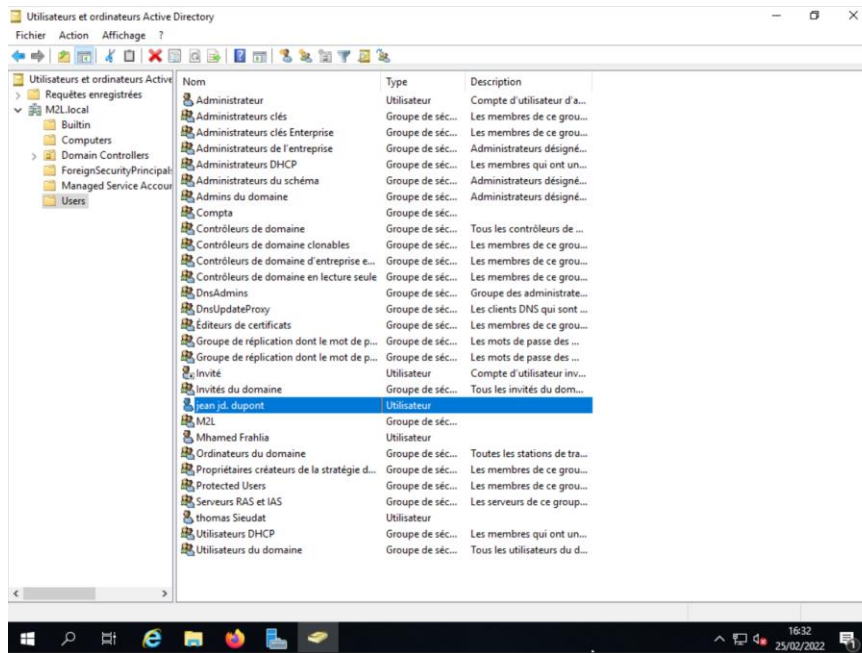 Utilisateurs et ordinateurs Active Directory
Fichier Action Affichage ?
Utilisateurs et ordinateurs Active
Requêtes enregistrées
M2L.local
Builtin
Computers
Domain Controllers
ForeignSecurityPrincipal
Managed Service Accour
Users
Nom Type Description
Administrateur Utilisateur Compte d'utilisateur d'a...
Administrateurs clés Groupe de séc... Les membres de ce grou...
Administrateurs clés Enterprise Groupe de séc... Les membres de ce grou...
Administrateurs de l'entreprise Groupe de séc... Administrateurs désigné...
Administrateurs DHCP Groupe de séc... Les membres qui ont un...
Administrateurs du schéma Groupe de séc... Administrateurs désigné...
Admins du domaine Groupe de séc... Administrateurs désigné...
Compta Groupe de séc...
Contrôleurs de domaine Groupe de séc... Tous les contrôleurs de ...
Contrôleurs de domaine clonables Groupe de séc... Les membres de ce grou...
Contrôleurs de domaine d'entreprise e... Groupe de séc... Les membres de ce grou...
Contrôleurs de domaine en lecture seule Groupe de séc... Les membres de ce grou...
DnsAdmins Groupe de séc... Groupe des administrate...
DnsUpdateProxy Groupe de séc... Les clients DNS qui sont ...
Éditeurs de certificats Groupe de séc... Les membres de ce grou...
Groupe de réplication dont le mot de p... Groupe de séc... Les mots de passe des ...
Groupe de réplication dont le mot de p... Groupe de séc... Les mots de passe des ...
Invité Utilisateur Compte d'utilisateur inv...
Invités du domaine Groupe de séc... Tous les invités du dom...
jean jd. dupont Utilisateur
M2L Groupe de séc...
Mhamed Frahlia Utilisateur
Ordinateurs du domaine Groupe de séc... Toutes les stations de tra...
Propriétaires créateurs de la stratégie d... Groupe de séc... Les membres de ce grou...
Protected Users Groupe de séc... Les membres de ce grou...
Serveurs RAS et IAS Groupe de séc... Les serveurs de ce group...
thomas Sieudat Utilisateur
Utilisateurs DHCP Groupe de séc... Les membres qui ont un...
Utilisateurs du domaine Groupe de séc... Tous les utilisateurs du d...
16:32
25/02/2022
1